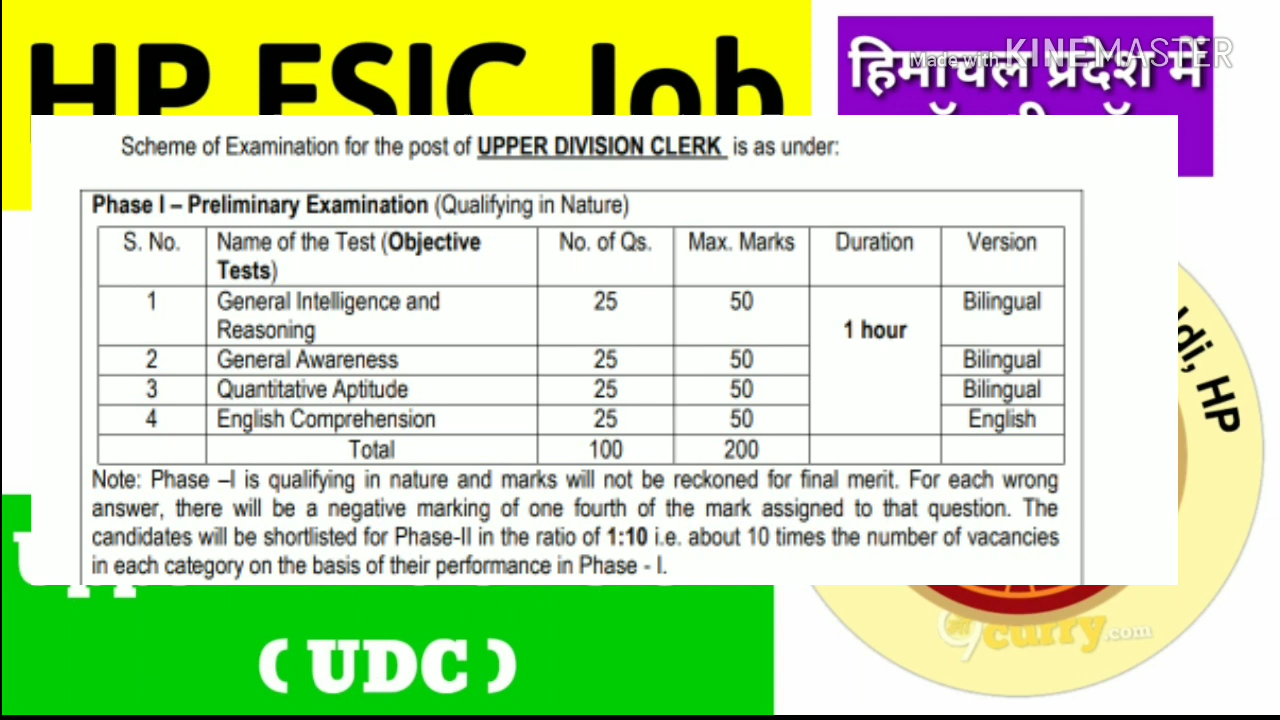 HP ESIC Job
हिमाचल प्रदेश में
Made with KINEMASTER
Scheme of Examination for the post of UPPER DIVISION CLERK is as under:
Phase I – Preliminary Examination (Qualifying in Nature)
S. No. Name of the Test (Objective Tests) No. of Qs. Max. Marks Duration Version
1 General Intelligence and Reasoning 25 50 1 hour Bilingual
2 General Awareness 25 50 Bilingual
3 Quantitative Aptitude 25 50 Bilingual
4 English Comprehension 25 50 English
Total 100 200
Note: Phase –I is qualifying in nature and marks will not be reckoned for final merit. For each wrong
answer, there will be a negative marking of one fourth of the mark assigned to that question. The
candidates will be shortlisted for Phase-II in the ratio of 1:10 i.e. about 10 times the number of vacancies
in each category on the basis of their performance in Phase - I.
( UDC )
HP
curry.com